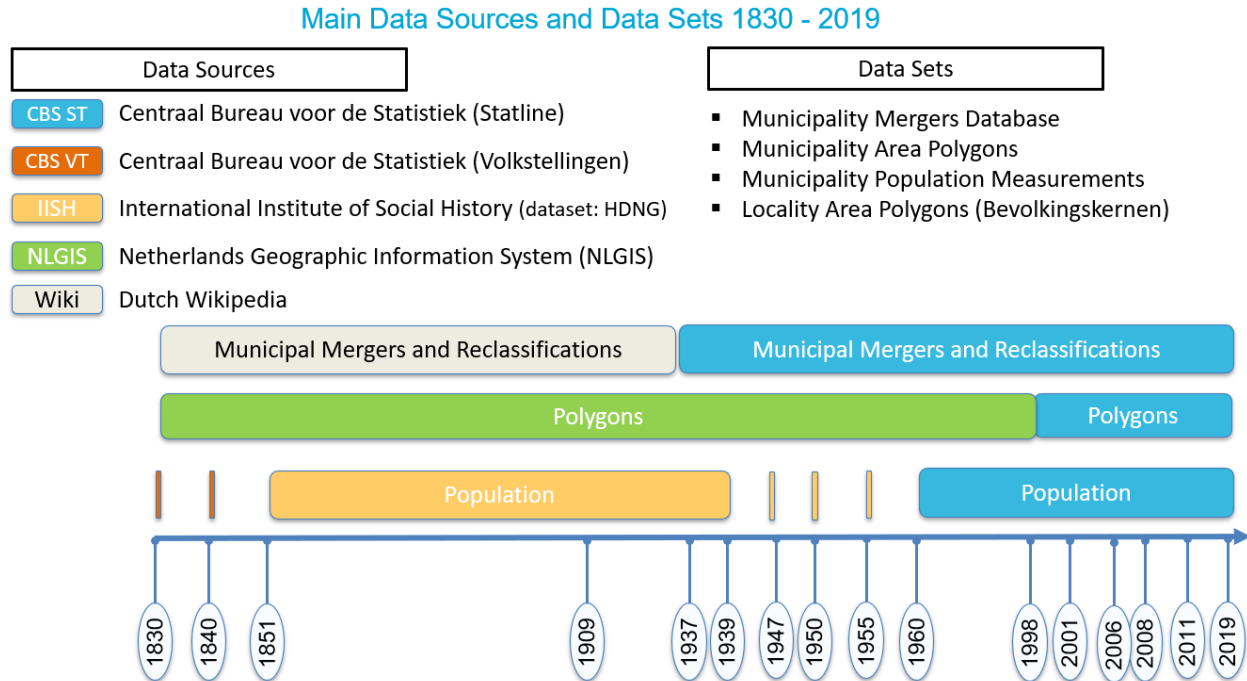 Main Data Sources and Data Sets 1830 - 2019
Data Sources
CBS ST Centraal Bureau voor de Statistiek (Statline)
CBS VT Centraal Bureau voor de Statistiek (Volkstellingen)
IISH International Institute of Social History (dataset: HDNG)
NLGIS Netherlands Geographic Information System (NLGIS)
Wiki Dutch Wikipedia
Data Sets
▪ Municipality Mergers Database
▪ Municipality Area Polygons
▪ Municipality Population Measurements
▪ Locality Area Polygons (Bevolkingskernen)
Municipal Mergers and Reclassifications
Municipal Mergers and Reclassifications
Polygons
Polygons
Population
Population
1830
1840
1851
1909
1937
1939
1947
1950
1955
1960
1998
2001
2006
2008
2011
2019